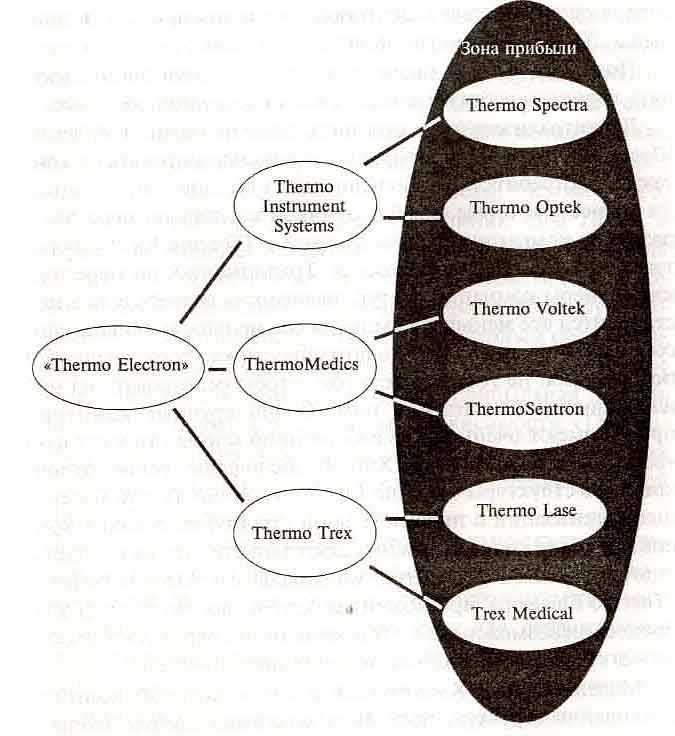 Зона прибыли
Thermo Spectra
Thermo
Instrument
Systems
Thermo Optek
Thermo Voltek
«Thermo Electron»
ThermoMedics
ThermoSentron
Thermo Lase
Thermo Trex
Trex Medical